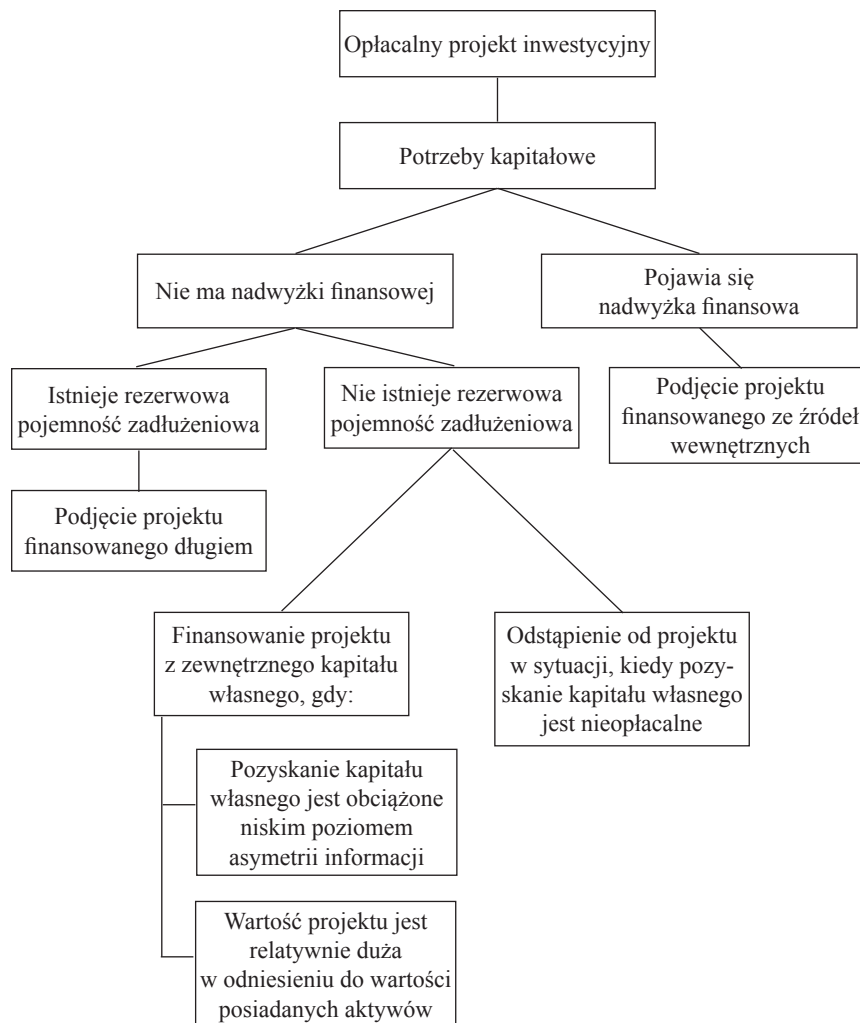 Opłacalny projekt inwestycyjny
Potrzeby kapitałowe
Nie ma nadwyżki finansowej
Pojawia się
nadwyżka finansowa
Istnieje rezerwowa
pojemność zadłużeniowa
Nie istnieje rezerwowa
pojemność zadłużeniowa
Podjęcie projektu
finansowanego ze źródeł
wewnętrznych
Podjęcie projektu
finansowanego długiem
Finansowanie projektu
z zewnętrznego kapitału
własnego, gdy:
Odstąpienie od projektu
w sytuacji, kiedy pozy-
skanie kapitału własnego
jest nieopłacalne
Pozyskanie kapitału
własnego jest obciążone
niskim poziomem
asymetrii informacji
Wartość projektu jest
relatywnie duża
w odniesieniu do wartości
posiadanych aktywów